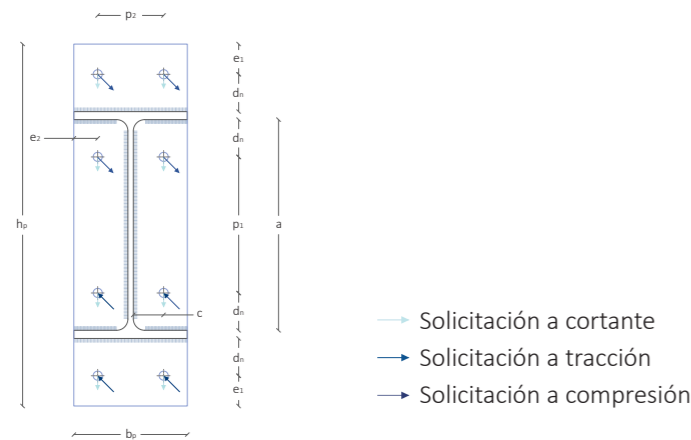 p₂
e₁
dₙ
dₙ
e₂
hₚ
p₁
a
dₙ
c
dₙ
e₁
bₚ
Solicitación a cortante
Solicitación a tracción
Solicitación a compresión